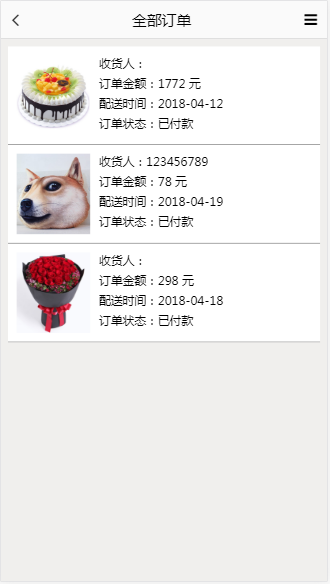 全部订单
收货人：
订单金额：1772 元
配送时间：2018-04-12
订单状态：已付款
收货人：123456789
订单金额：78 元
配送时间：2018-04-19
订单状态：已付款
收货人：
订单金额：298 元
配送时间：2018-04-18
订单状态：已付款